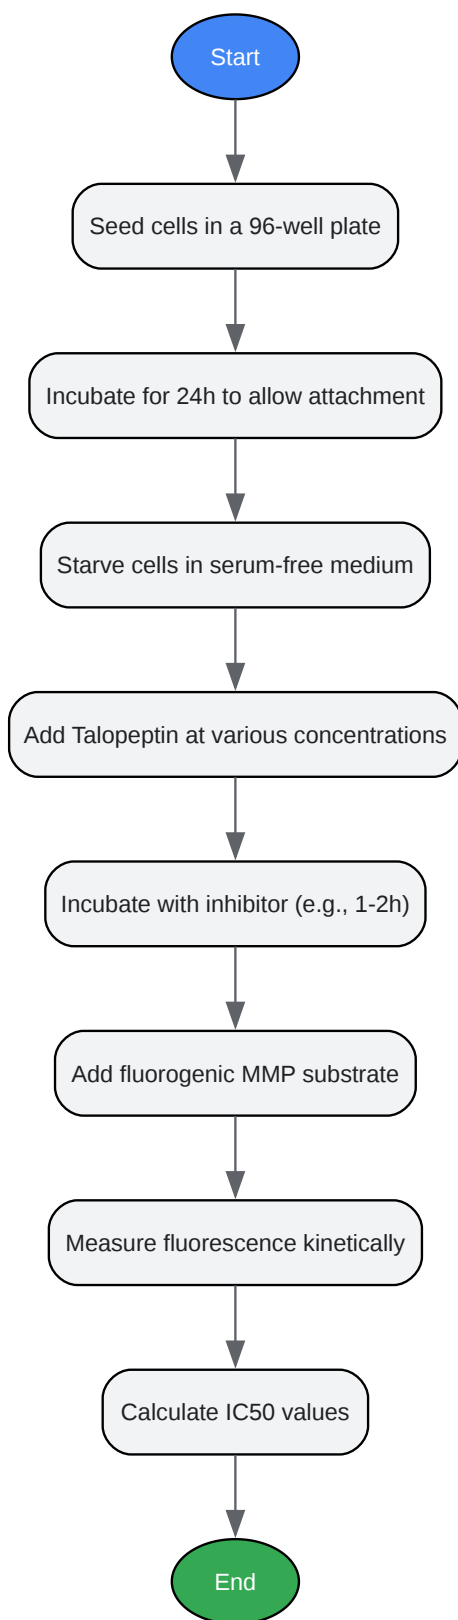 Start
Seed cells in a 96-well plate
Incubate for 24h to allow attachment
Starve cells in serum-free medium
Add Talopeptin at various concentrations
Incubate with inhibitor (e.g., 1-2h)
Add fluorogenic MMP substrate
Measure fluorescence kinetically
Calculate IC50 values
End